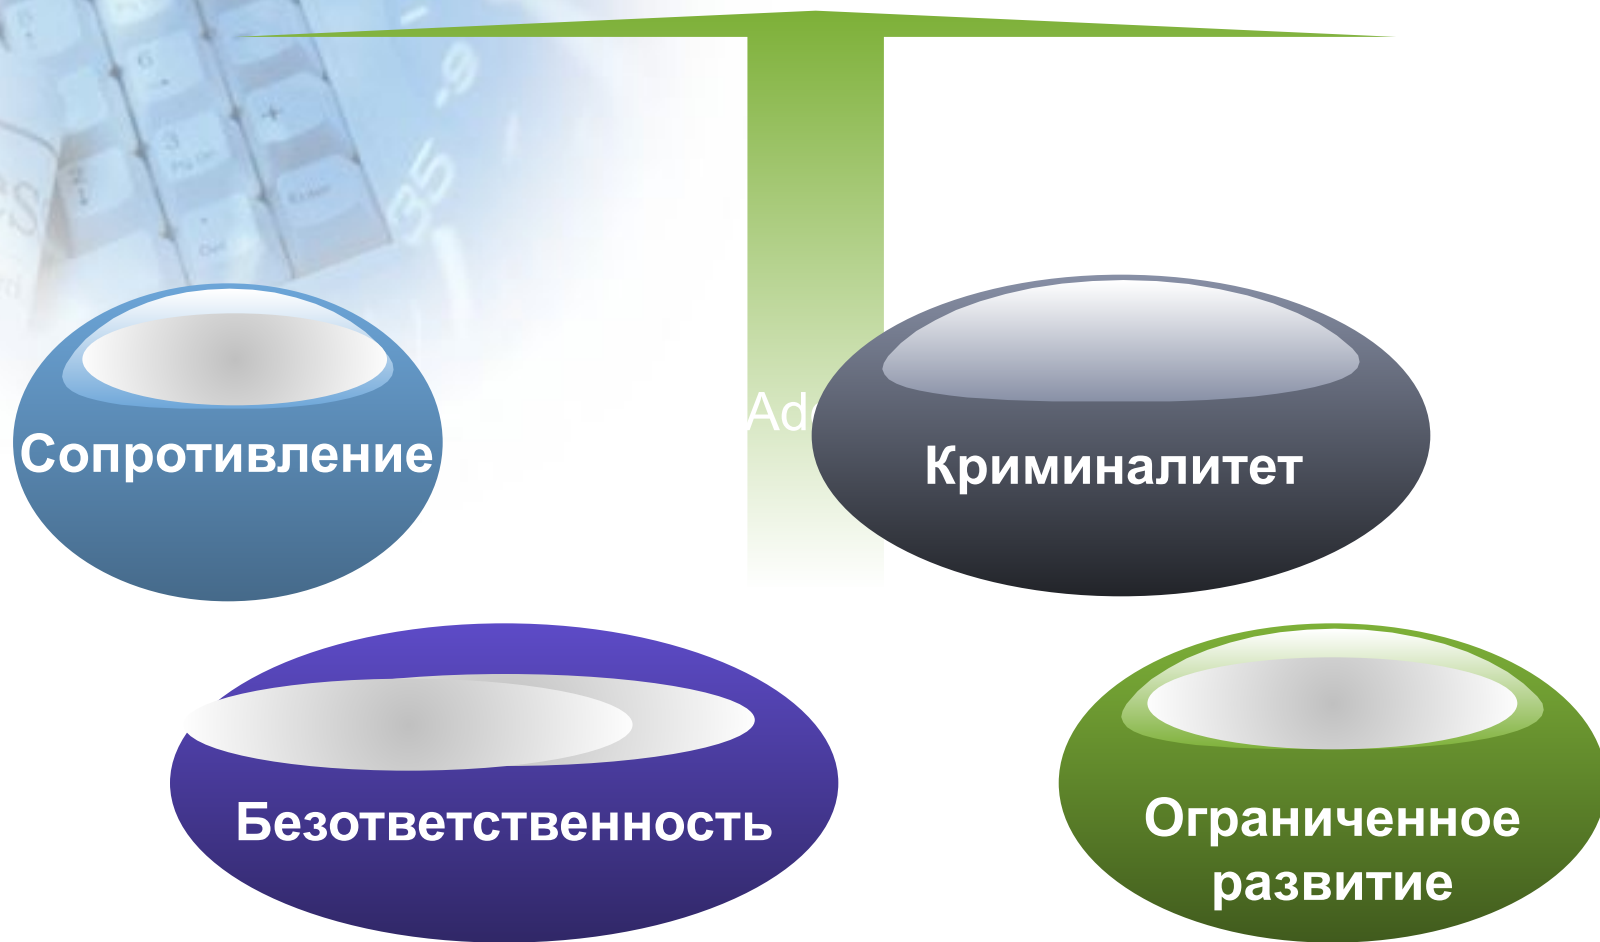 Сопротивление
Криминалитет
Безответственность
Ограниченное
развитие